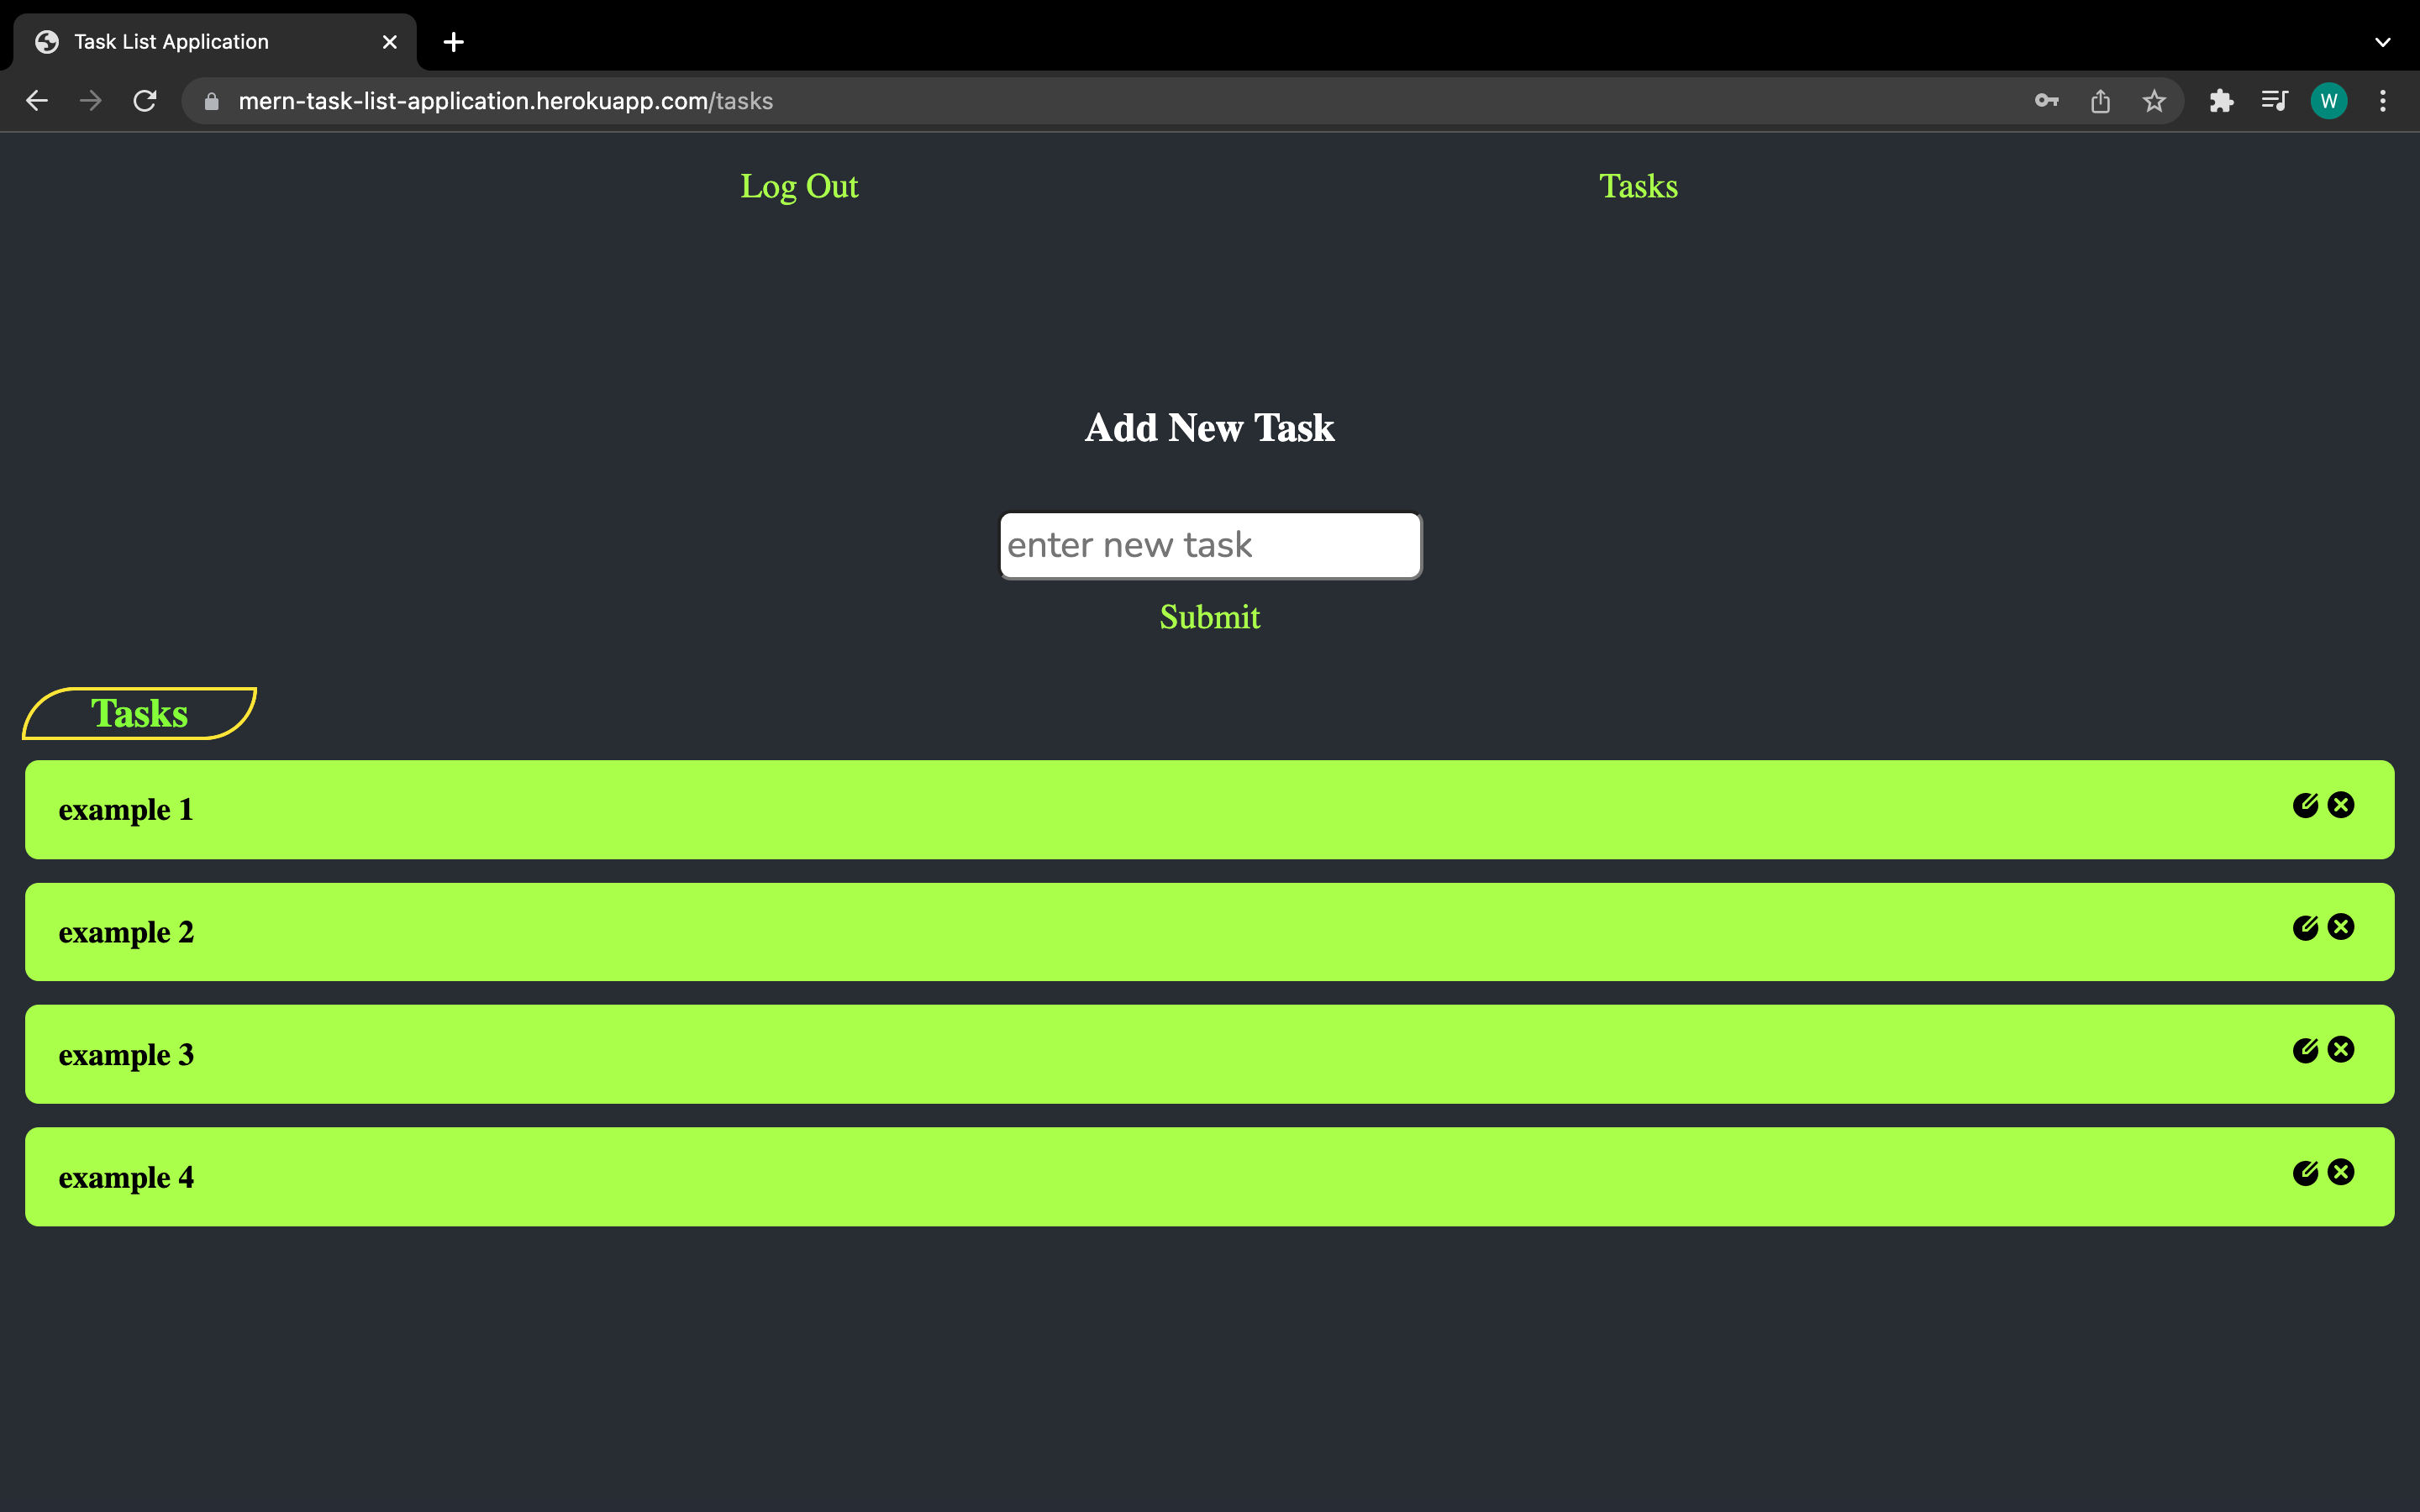 Task List Application
mern-task-list-application.herokuapp.com/tasks
W
Log Out Tasks
Add New Task
enter new task
Submit
Tasks
example 1
example 2
example 3
example 4